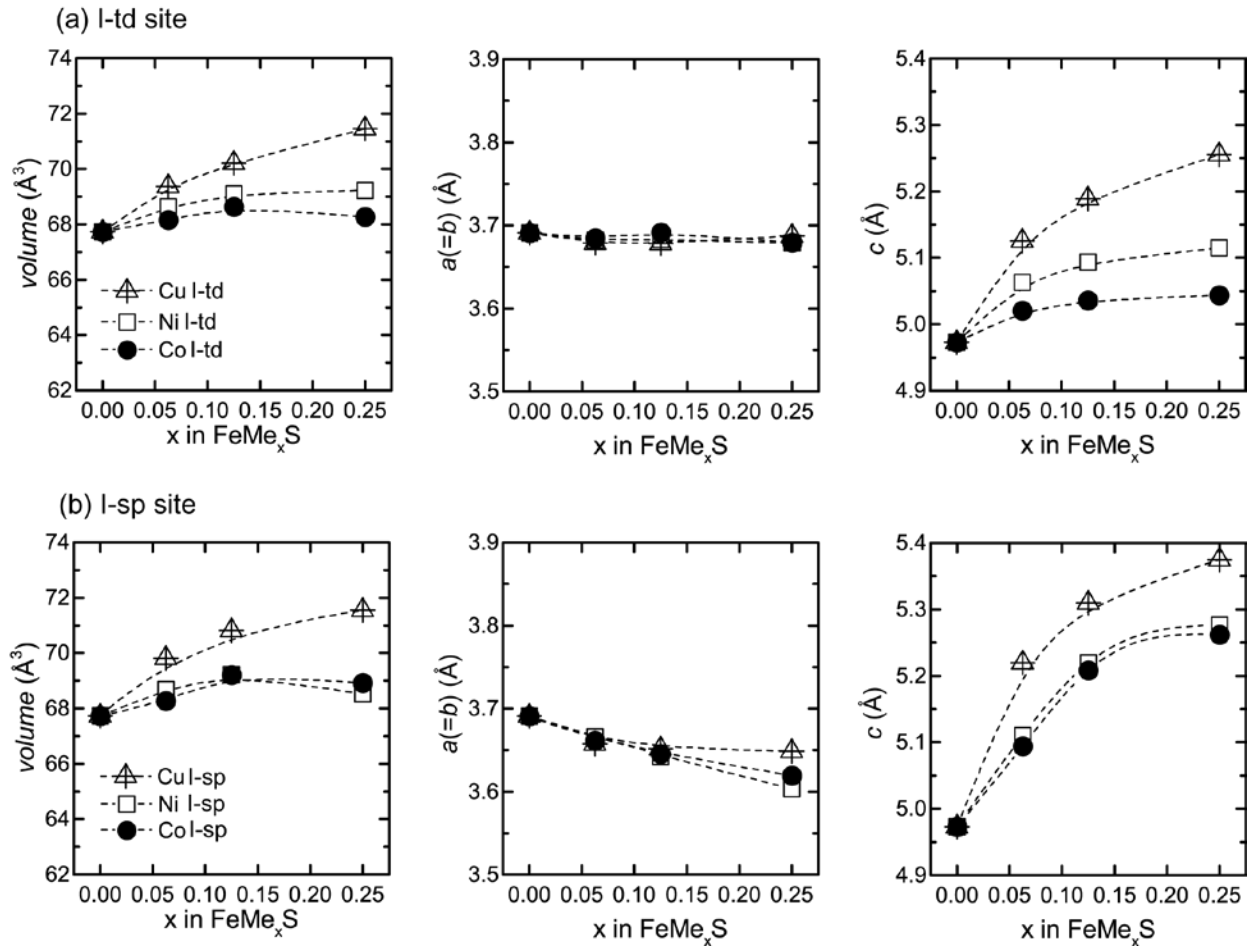 (a) I-td site
74
72
70
68
66
64
62
volume (Å³)
Cu I-td
Ni I-td
Co I-td
0.00 0.05 0.10 0.15 0.20 0.25
x in FeMeₓS
3.9
3.8
3.7
3.6
3.5
a(=b) (Å)
0.00 0.05 0.10 0.15 0.20 0.25
x in FeMeₓS
5.4
5.3
5.2
5.1
5.0
4.9
c (Å)
0.00 0.05 0.10 0.15 0.20 0.25
x in FeMeₓS
(b) I-sp site
74
72
70
68
66
64
62
volume (Å³)
Cu I-sp
Ni I-sp
Co I-sp
0.00 0.05 0.10 0.15 0.20 0.25
x in FeMeₓS
3.9
3.8
3.7
3.6
3.5
a(=b) (Å)
0.00 0.05 0.10 0.15 0.20 0.25
x in FeMeₓS
5.4
5.3
5.2
5.1
5.0
4.9
c (Å)
0.00 0.05 0.10 0.15 0.20 0.25
x in FeMeₓS